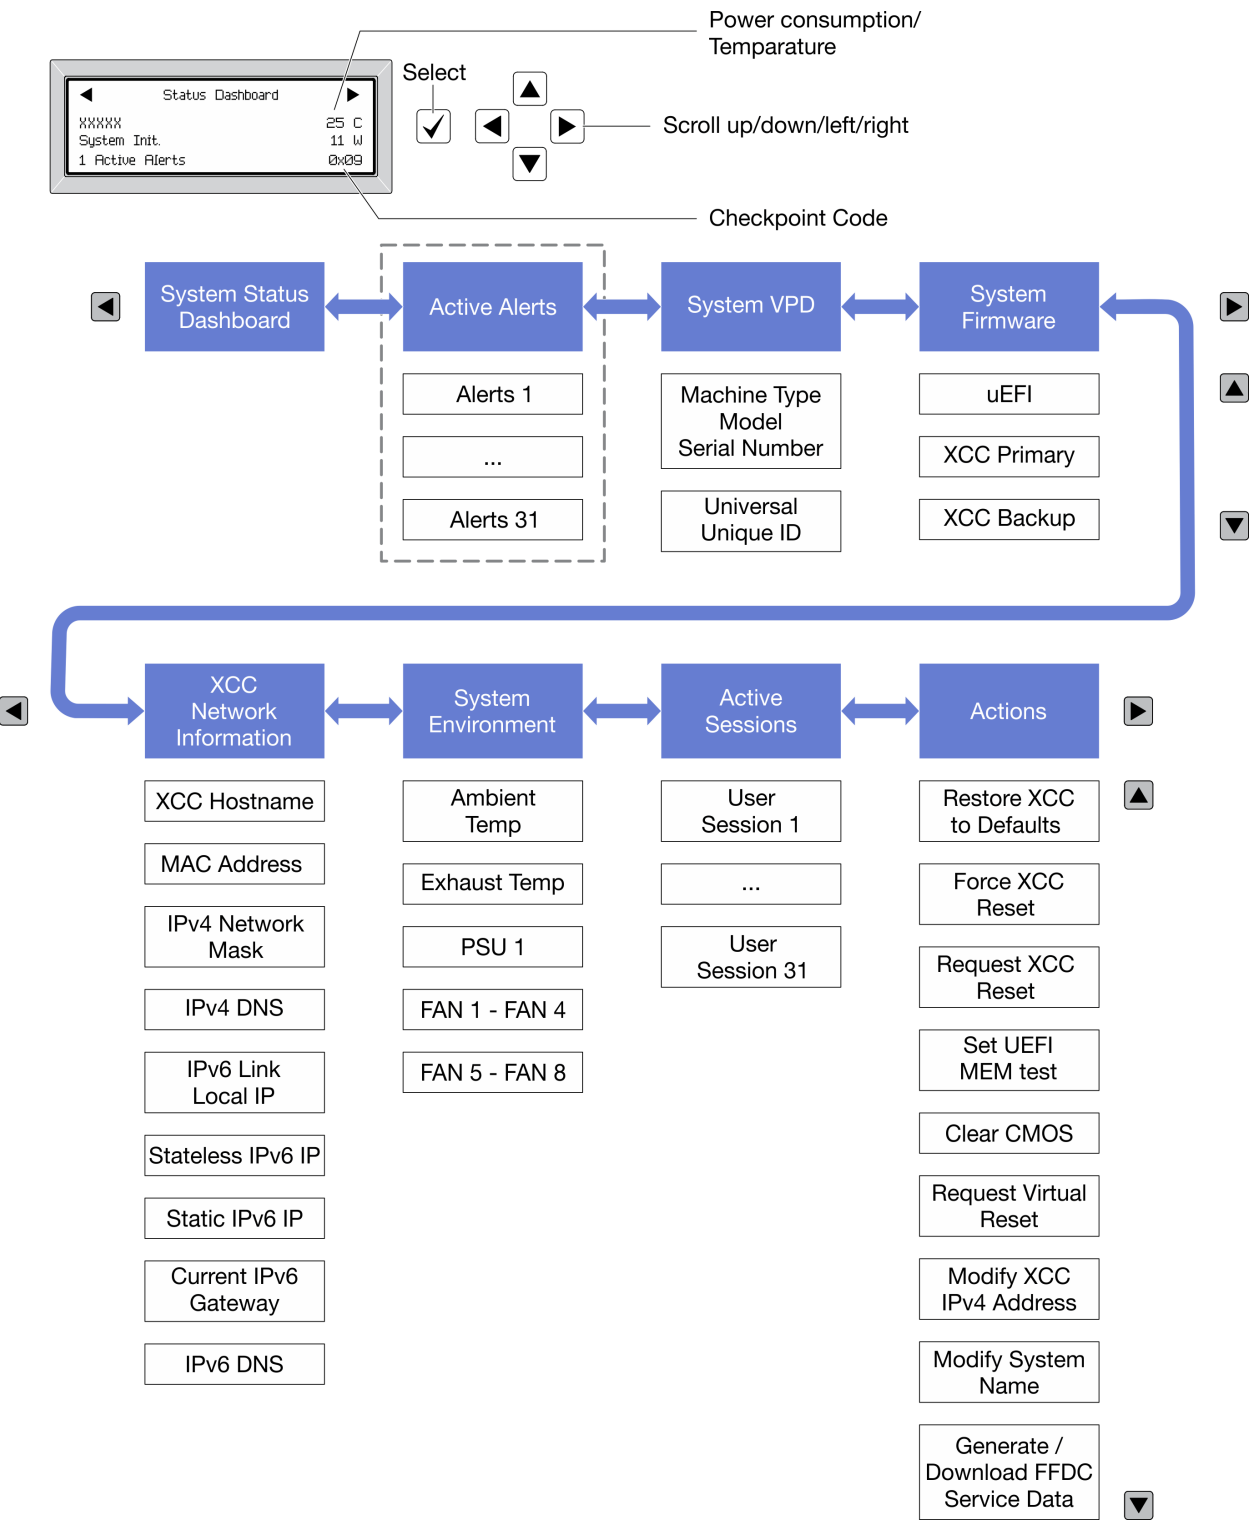 Power consumption/
Temparature
Select
Status Dashboard
XXXXX 25 C
System Init. 11 W
1 Active Alerts 0x09
Scroll up/down/left/right
Checkpoint Code
System Status
Dashboard
Active Alerts
System VPD
System
Firmware
Alerts 1
...
Alerts 31
Machine Type
Model
Serial Number
Universal
Unique ID
uEFI
XCC Primary
XCC Backup
XCC
Network
Information
System
Environment
Active
Sessions
Actions
XCC Hostname
MAC Address
IPv4 Network
Mask
IPv4 DNS
IPv6 Link
Local IP
Stateless IPv6 IP
Static IPv6 IP
Current IPv6
Gateway
IPv6 DNS
Ambient
Temp
Exhaust Temp
PSU 1
FAN 1 - FAN 4
FAN 5 - FAN 8
User
Session 1
...
User
Session 31
Restore XCC
to Defaults
Force XCC
Reset
Request XCC
Reset
Set UEFI
MEM test
Clear CMOS
Request Virtual
Reset
Modify XCC
IPv4 Address
Modify System
Name
Generate /
Download FFDC
Service Data